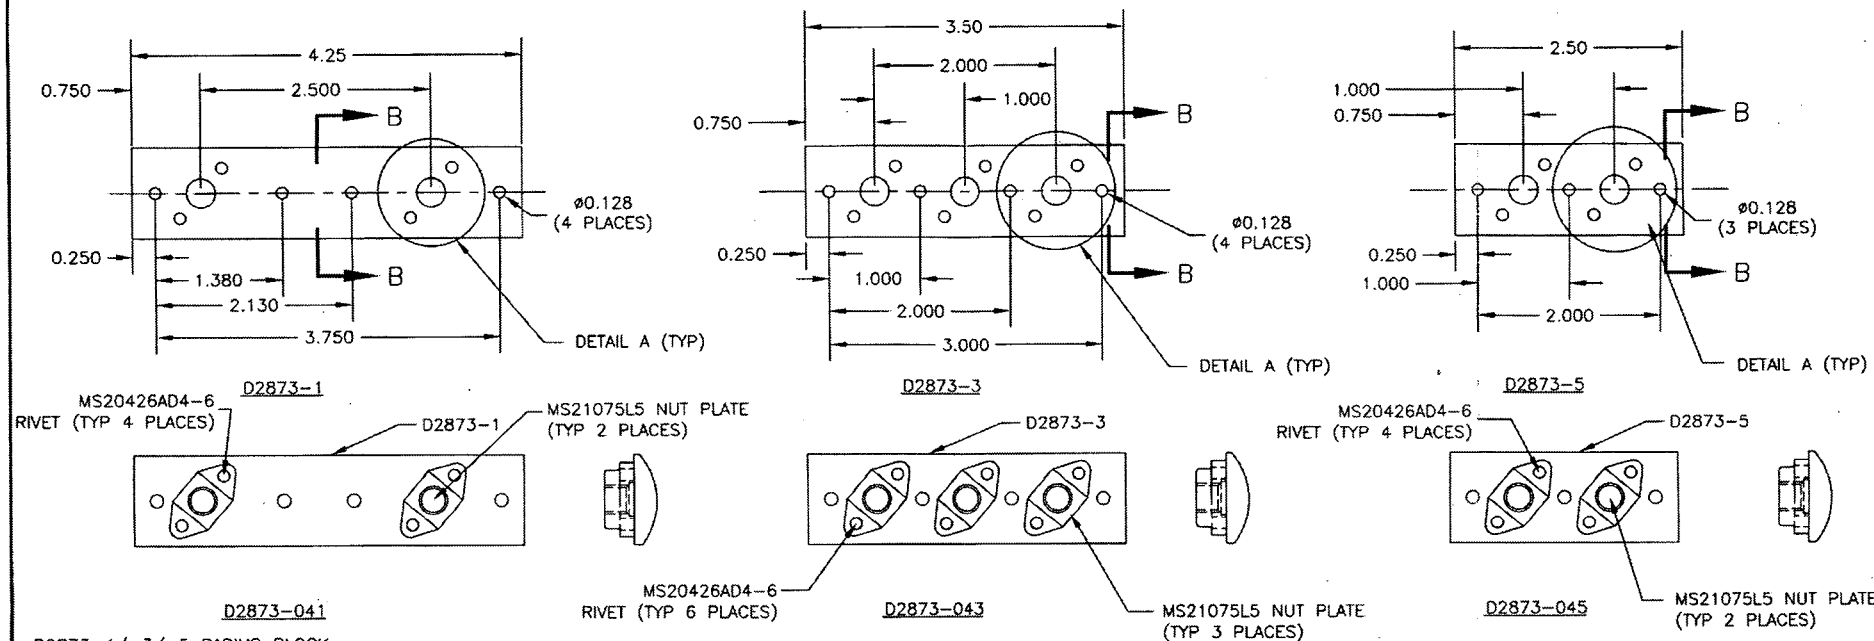 4.25
0.750
2.500
B
ø0.128
(4 PLACES)
0.250
1.380
B
2.130
3.750
DETAIL A (TYP)
D2873-1
3.50
2.000
1.000
0.750
B
ø0.128
(4 PLACES)
0.250
1.000
B
2.000
3.000
DETAIL A (TYP)
D2873-3
2.50
1.000
0.750
B
ø0.128
(3 PLACES)
0.250
1.000
B
2.000
DETAIL A (TYP)
D2873-5
MS20426AD4-6
RIVET (TYP 4 PLACES)
D2873-1
MS21075L5 NUT PLATE
(TYP 2 PLACES)
D2873-041
D2873-3
MS20426AD4-6
RIVET (TYP 6 PLACES)
D2873-043
MS21075L5 NUT PLATE
(TYP 3 PLACES)
MS20426AD4-6
RIVET (TYP 4 PLACES)
D2873-5
D2873-045
MS21075L5 NUT PLATE
(TYP 2 PLACES)